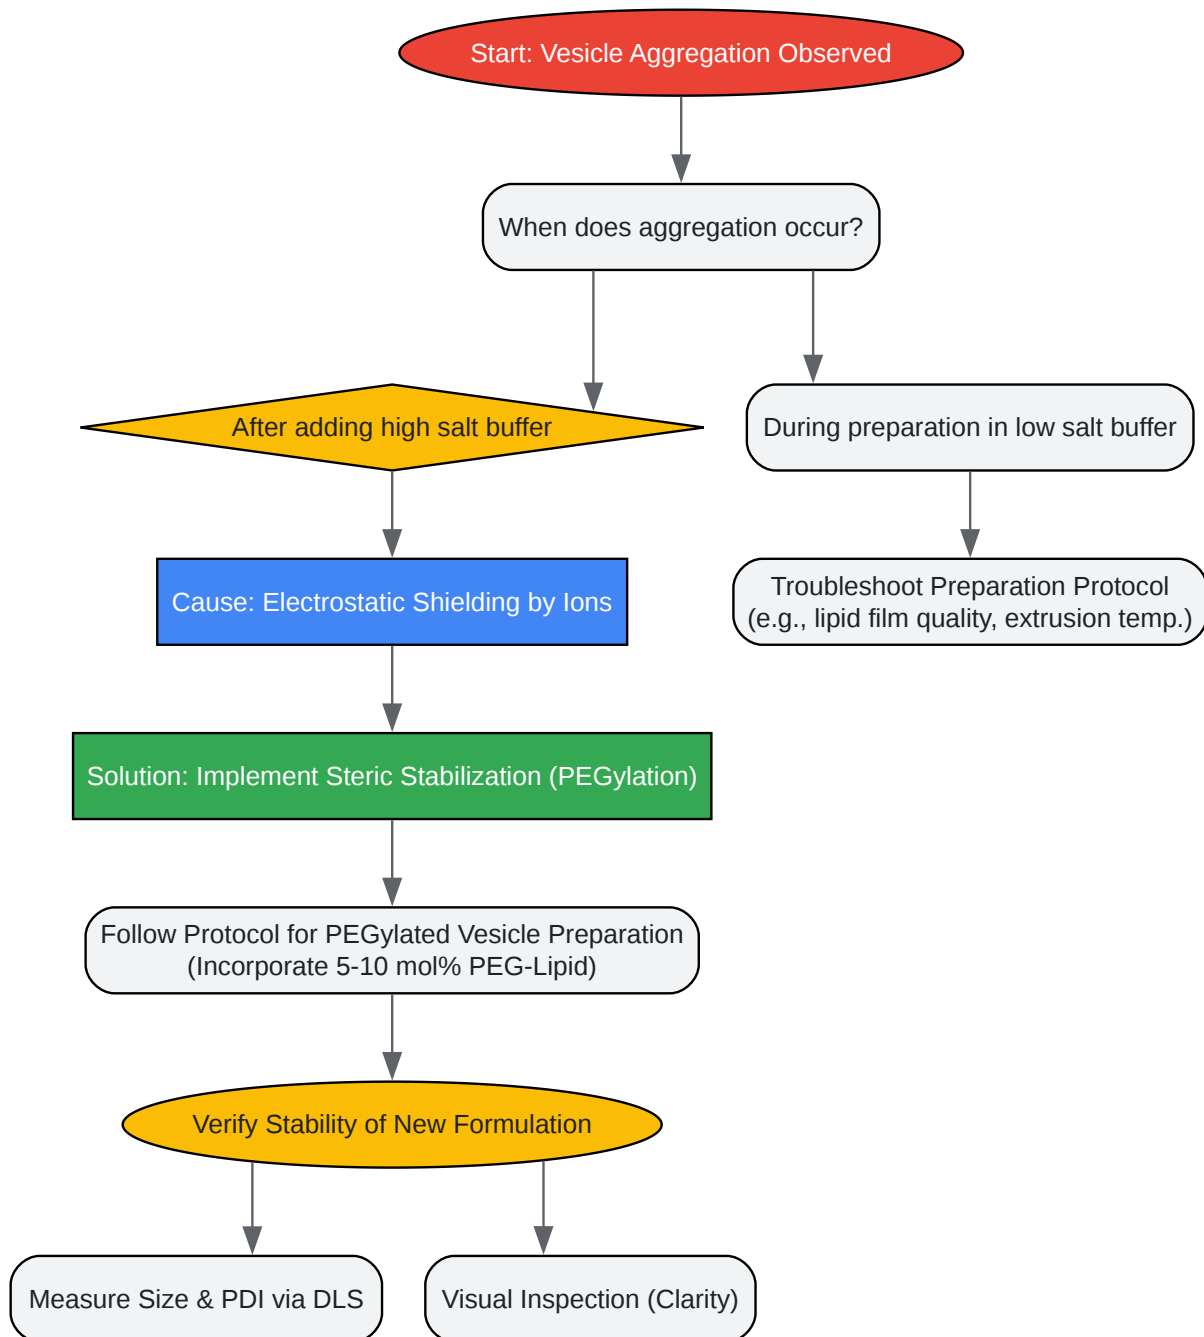 Start: Vesicle Aggregation Observed
When does aggregation occur?
After adding high salt buffer
During preparation in low salt buffer
Cause: Electrostatic Shielding by Ions
Troubleshoot Preparation Protocol
(e.g., lipid film quality, extrusion temp.)
Solution: Implement Steric Stabilization (PEGylation)
Follow Protocol for PEGylated Vesicle Preparation
(Incorporate 5-10 mol% PEG-Lipid)
Verify Stability of New Formulation
Measure Size & PDI via DLS
Visual Inspection (Clarity)